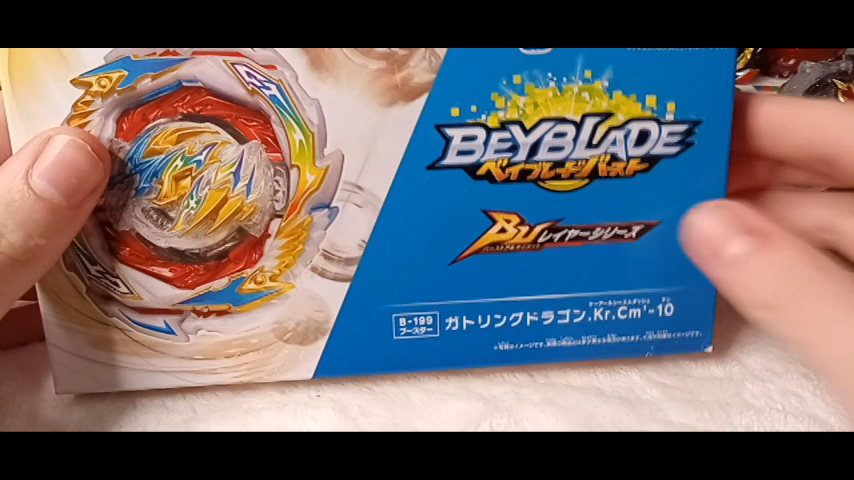 BEYBLADE
ベイブレードバースト
BU レイヤーシリーズ
B-199
ブースター
ガトリングドラゴン.Kr.Cm'-10